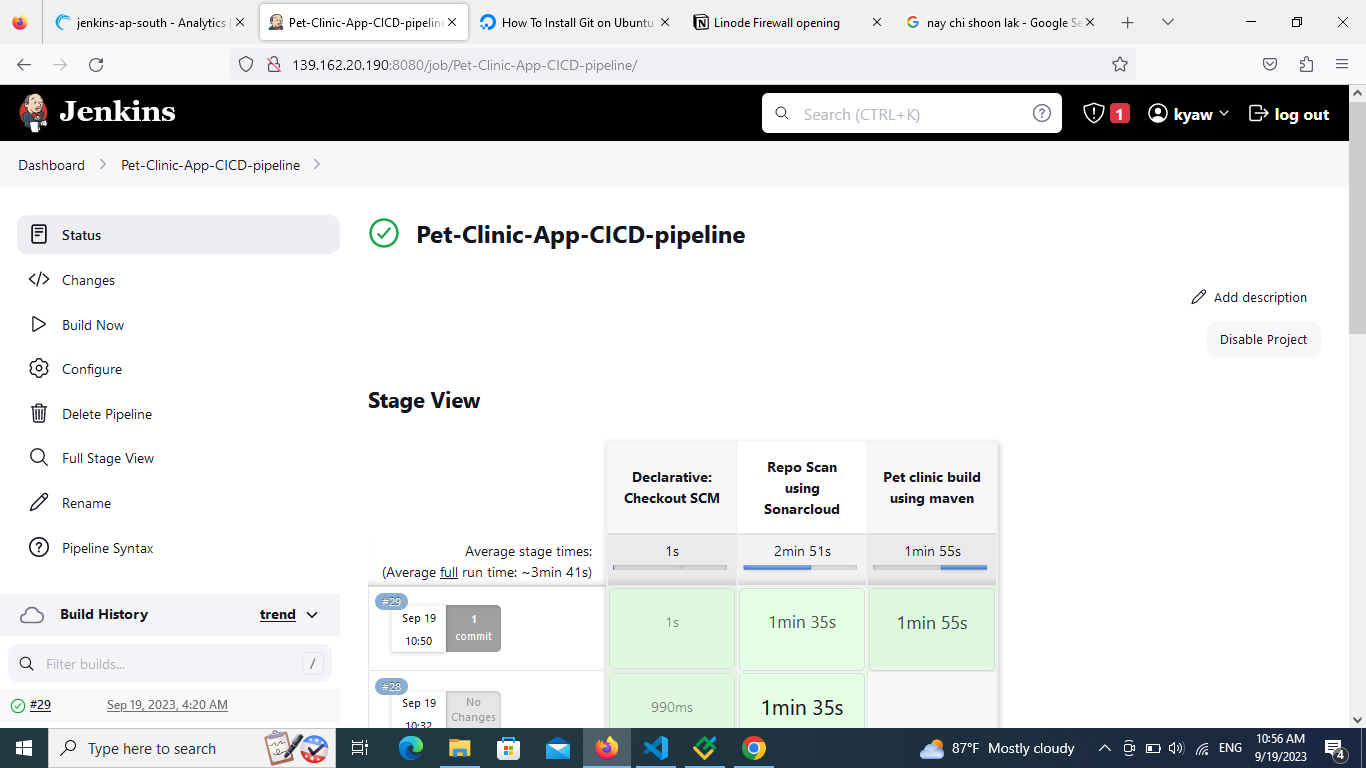 jenkins-ap-south - Analytics |
Pet-Clinic-App-CICD-pipeline
How To Install Git on Ubuntu
Linode Firewall opening
nay chi shoon lak - Google Se
139.162.20.190:8080/job/Pet-Clinic-App-CICD-pipeline/
Jenkins
Search (CTRL+K)
1
kyaw
log out
Dashboard
Pet-Clinic-App-CICD-pipeline
Status
Changes
Build Now
Configure
Delete Pipeline
Full Stage View
Rename
Pipeline Syntax
Build History
trend
Filter builds...
/
#29
Sep 19, 2023, 4:20 AM
Pet-Clinic-App-CICD-pipeline
Add description
Disable Project
Stage View
Declarative:
Checkout SCM
Repo Scan
using
Sonarcloud
Pet clinic build
using maven
Average stage times:
(Average full run time: ~3min 41s)
1s
2min 51s
1min 55s
#29
Sep 19
10:50
1
commit
1s
1min 35s
1min 55s
#28
Sep 19
10:32
No
Changes
990ms
1min 35s
Type here to search
87°F Mostly cloudy
ENG
10:56 AM
9/19/2023
4